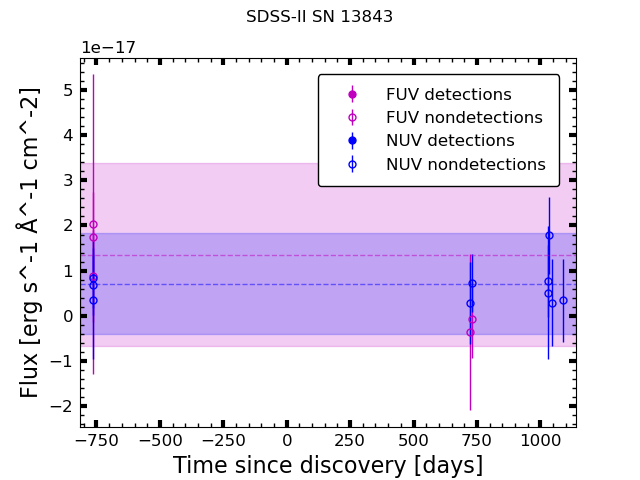 SDSS-II SN 13843
1e−17
FUV detections
FUV nondetections
NUV detections
NUV nondetections
5
4
3
2
1
0
−1
−2
Flux [erg s^-1 Å^-1 cm^-2]
−750 −500 −250 0 250 500 750 1000
Time since discovery [days]